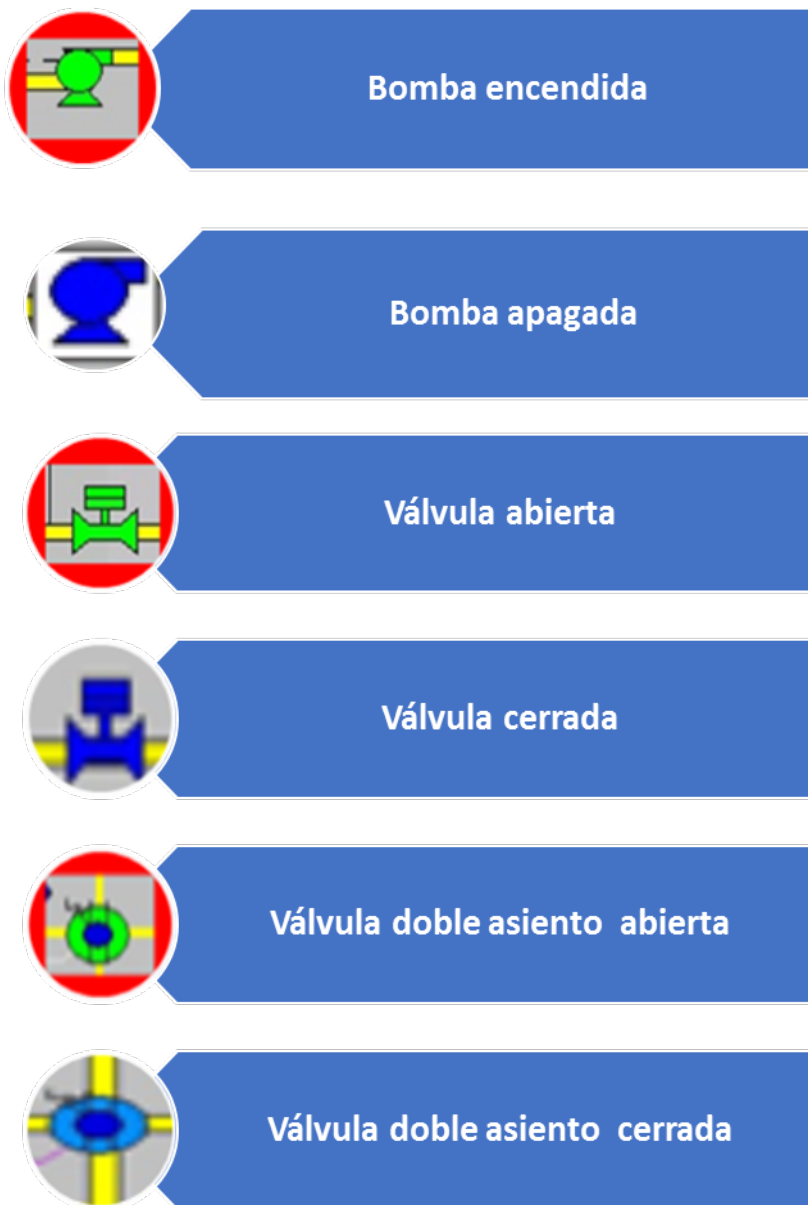 Bomba encendida
Bomba apagada
Válvula abierta
Válvula cerrada
Válvula doble asiento abierta
Válvula doble asiento cerrada